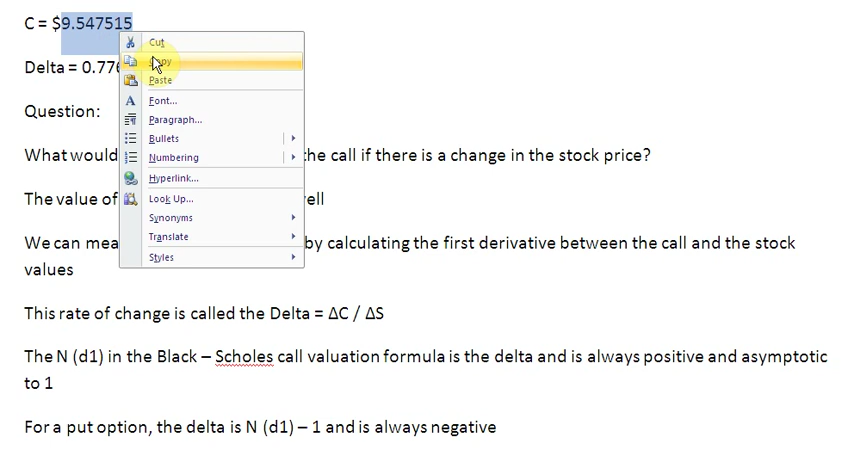 C = $9.547515
Delta = 0.776
Cut
Copy
Paste
Font...
Paragraph...
Bullets
Numbering
Hyperlink...
Look Up...
Synonyms
Translate
Styles
Question:
What would the call if there is a change in the stock price?
The value of ell
We can mea by calculating the first derivative between the call and the stock
values
This rate of change is called the Delta = ΔC / ΔS
The N (d1) in the Black – Scholes call valuation formula is the delta and is always positive and asymptotic
to 1
For a put option, the delta is N (d1) – 1 and is always negative